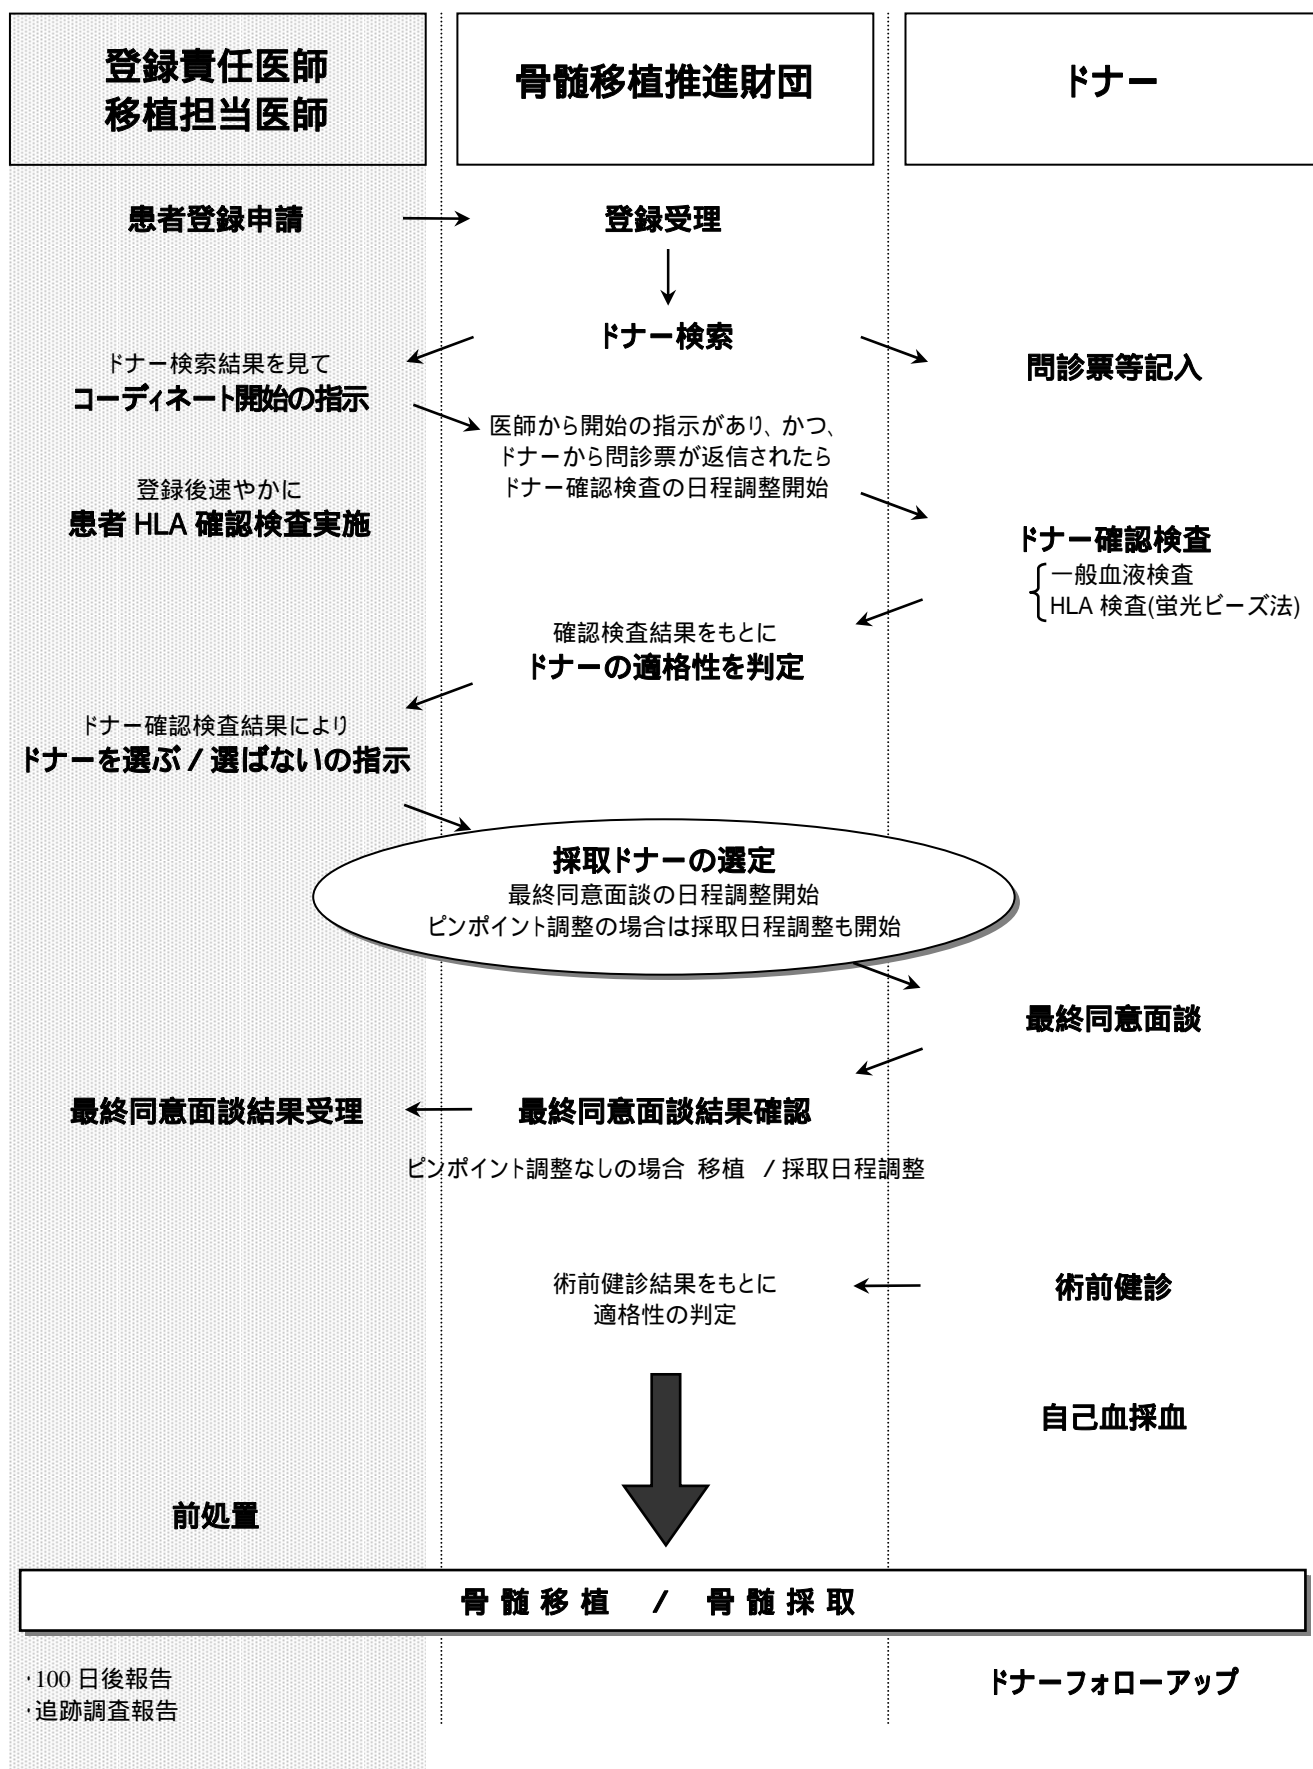 登録責任医師
移植担当医師
骨髄移植推進財団
ドナー
患者登録申請
登録受理
ドナー検索
ドナー検索結果を見て
コーディネート開始の指示
問診票等記入
医師から開始の指示があり、かつ、
ドナーから問診票が返信されたら
ドナー確認検査の日程調整開始
登録後速やかに
患者 HLA 確認検査実施
ドナー確認検査
一般血液検査
HLA 検査(蛍光ビーズ法)
確認検査結果をもとに
ドナーの適格性を判定
ドナー確認検査結果により
ドナーを選ぶ / 選ばないの指示
採取ドナーの選定
最終同意面談の日程調整開始
ピンポイント調整の場合は採取日程調整も開始
最終同意面談
最終同意面談結果受理
最終同意面談結果確認
ピンポイント調整なしの場合 移植 / 採取日程調整
術前健診結果をもとに
適格性の判定
術前健診
自己血採血
前処置
骨髄移植 / 骨髄採取
・100 日後報告
・追跡調査報告
ドナーフォローアップ